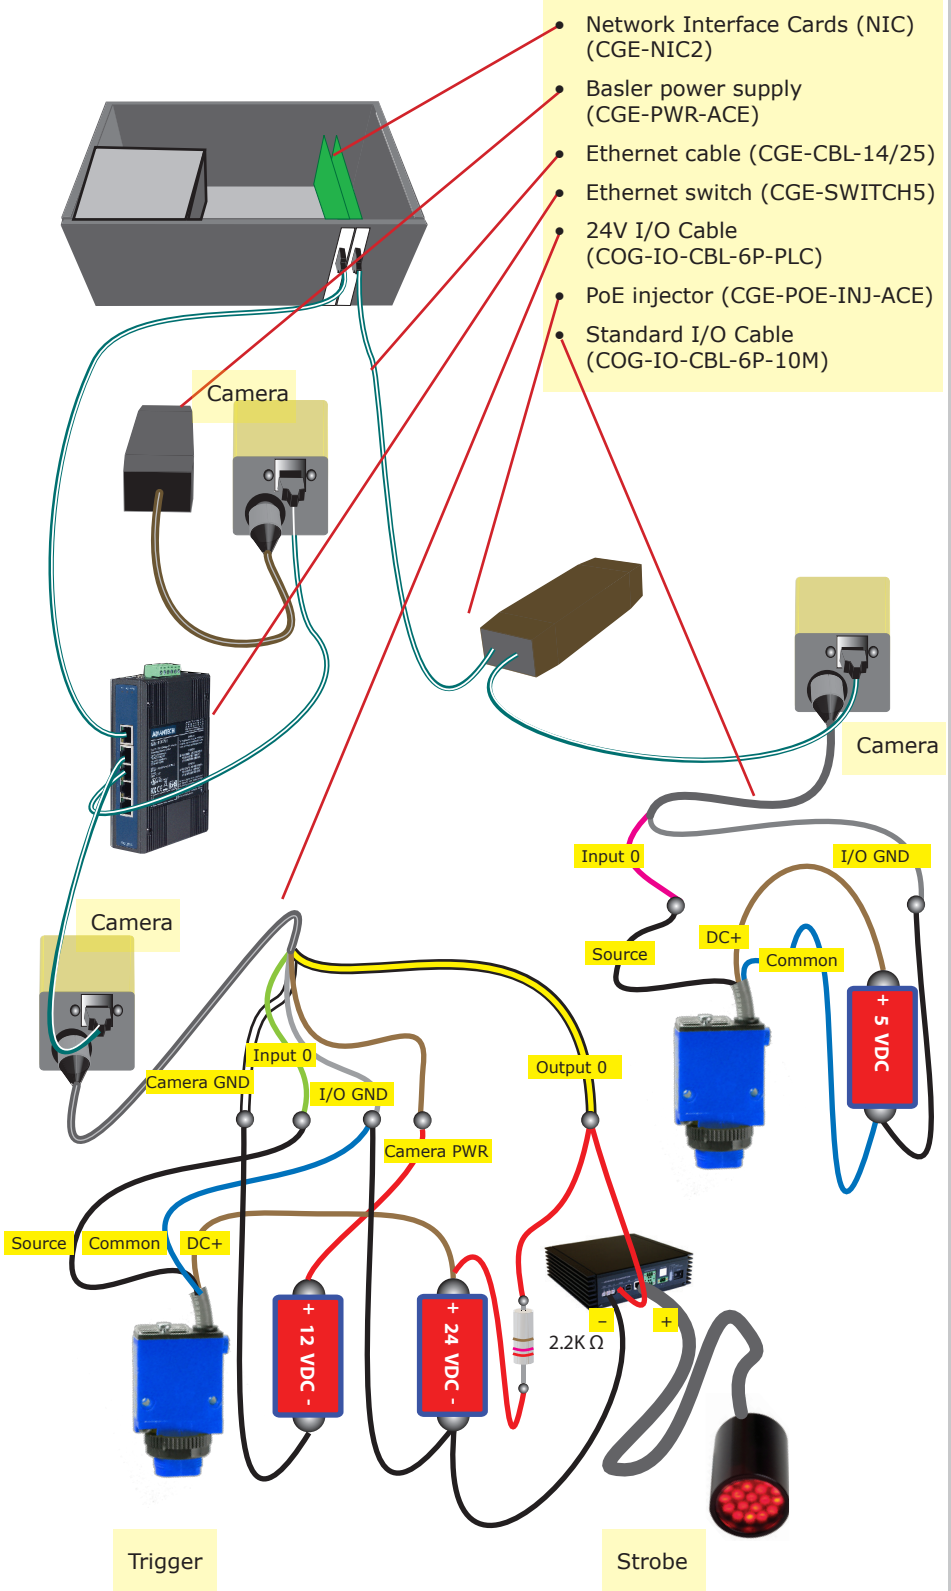 • Network Interface Cards (NIC)
(CGE-NIC2)
• Basler power supply
(CGE-PWR-ACE)
• Ethernet cable (CGE-CBL-14/25)
• Ethernet switch (CGE-SWITCH5)
• 24V I/O Cable
(COG-IO-CBL-6P-PLC)
• PoE injector (CGE-POE-INJ-ACE)
• Standard I/O Cable
(COG-IO-CBL-6P-10M)
Camera
ADVANTECH
Camera
Input 0
I/O GND
Camera
DC+
Source
Common
+ 5 VDC
Input 0
Output 0
Camera GND
I/O GND
Camera PWR
Source
Common
DC+
+ 12 VDC -
+ 24 VDC -
2.2K Ω
–
+
Trigger
Strobe